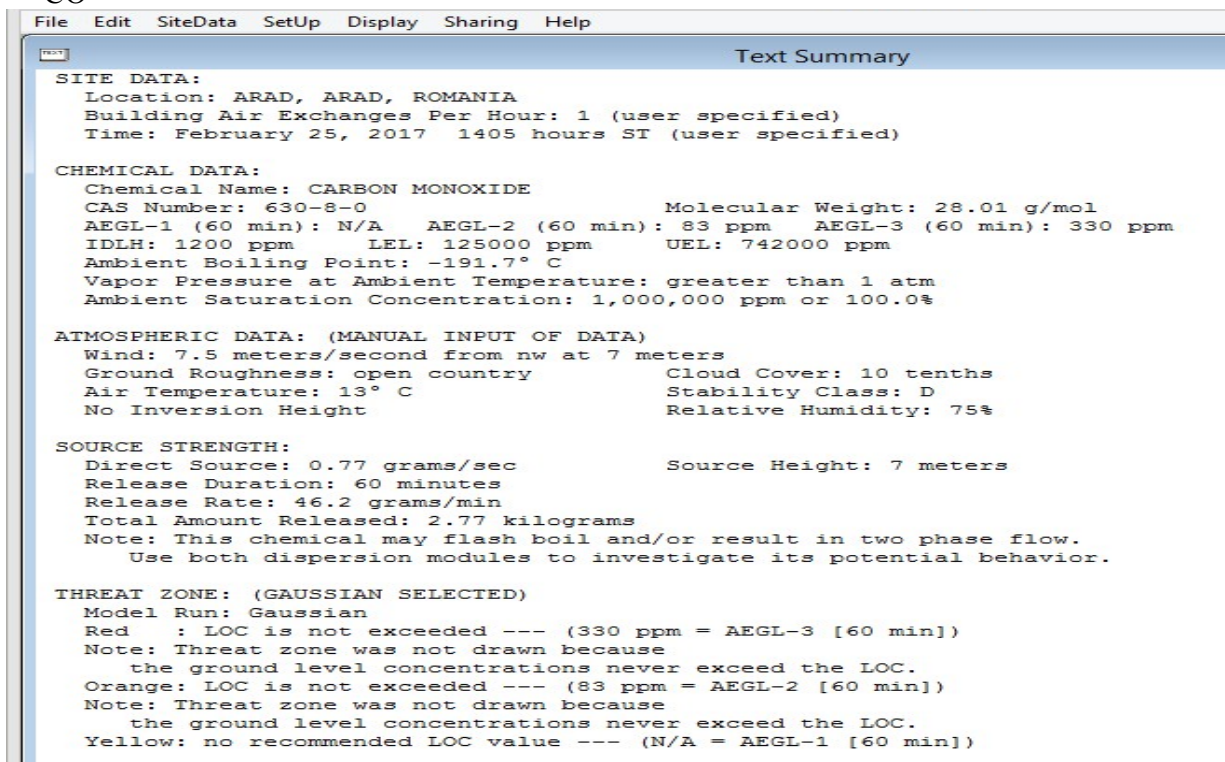 CO
File Edit SiteData SetUp Display Sharing Help
TEXT
Text Summary
SITE DATA:
Location: ARAD, ARAD, ROMANIA
Building Air Exchanges Per Hour: 1 (user specified)
Time: February 25, 2017 1405 hours ST (user specified)
CHEMICAL DATA:
Chemical Name: CARBON MONOXIDE
CAS Number: 630-8-0 Molecular Weight: 28.01 g/mol
AEGL-1 (60 min): N/A AEGL-2 (60 min): 83 ppm AEGL-3 (60 min): 330 ppm
IDLH: 1200 ppm LEL: 125000 ppm UEL: 742000 ppm
Ambient Boiling Point: -191.7° C
Vapor Pressure at Ambient Temperature: greater than 1 atm
Ambient Saturation Concentration: 1,000,000 ppm or 100.0%
ATMOSPHERIC DATA: (MANUAL INPUT OF DATA)
Wind: 7.5 meters/second from nw at 7 meters
Ground Roughness: open country Cloud Cover: 10 tenths
Air Temperature: 13° C Stability Class: D
No Inversion Height Relative Humidity: 75%
SOURCE STRENGTH:
Direct Source: 0.77 grams/sec Source Height: 7 meters
Release Duration: 60 minutes
Release Rate: 46.2 grams/min
Total Amount Released: 2.77 kilograms
Note: This chemical may flash boil and/or result in two phase flow.
Use both dispersion modules to investigate its potential behavior.
THREAT ZONE: (GAUSSIAN SELECTED)
Model Run: Gaussian
Red : LOC is not exceeded --- (330 ppm = AEGL-3 [60 min])
Note: Threat zone was not drawn because
the ground level concentrations never exceed the LOC.
Orange: LOC is not exceeded --- (83 ppm = AEGL-2 [60 min])
Note: Threat zone was not drawn because
the ground level concentrations never exceed the LOC.
Yellow: no recommended LOC value --- (N/A = AEGL-1 [60 min])